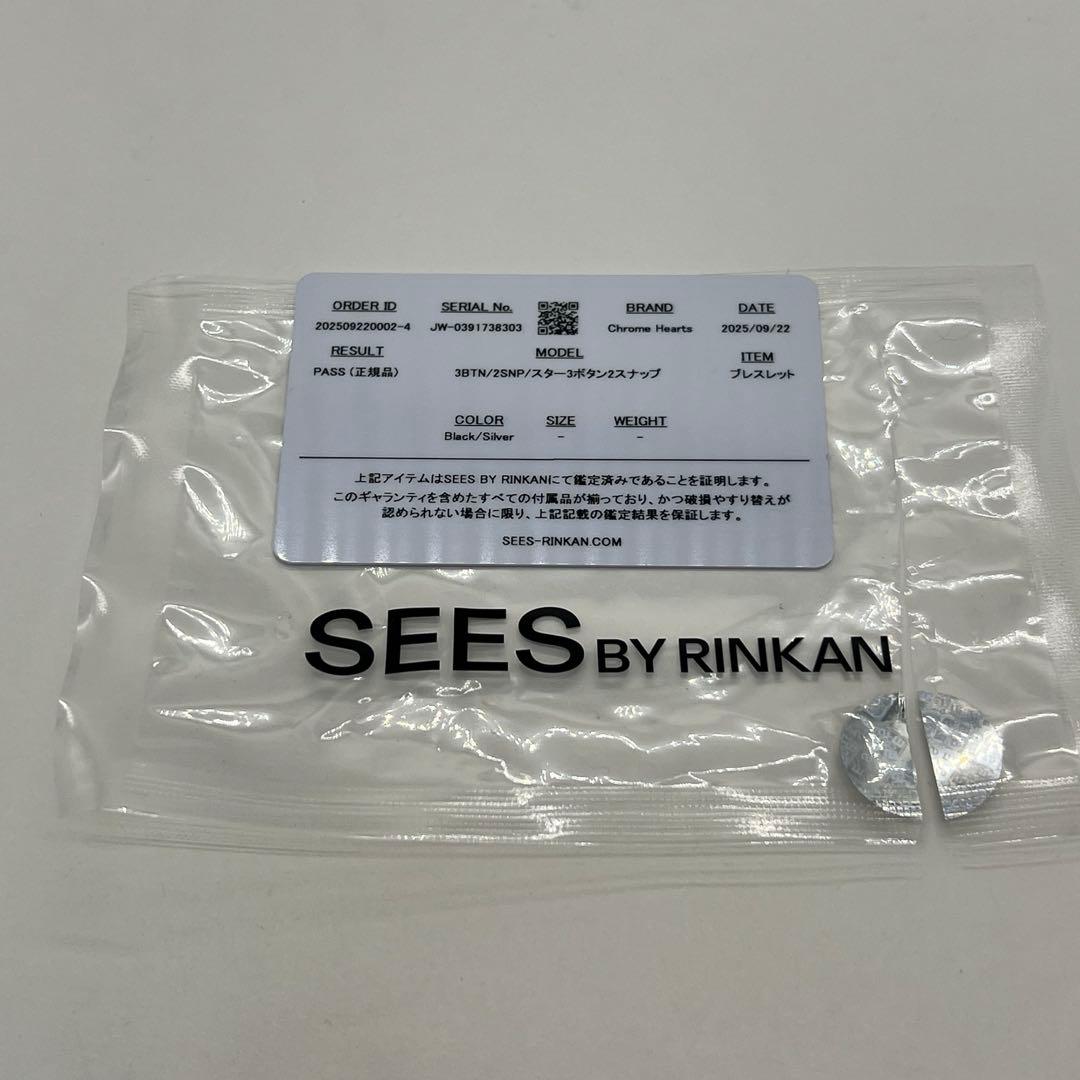 ORDER ID SERIAL No. BRAND DATE
202509220002-4 JW-0391738303 Chrome Hearts 2025/09/22
RESULT MODEL ITEM
PASS (正規品) 3BTN/2SNP/スター3ボタン2スナップ ブレスレット
COLOR SIZE WEIGHT
Black/Silver - -
上記アイテムはSEES BY RINKANにて鑑定済みであることを証明します。
このギャランティを含めたすべての付属品が揃っており、かつ破損やすり替えが
認められない場合に限り、上記記載の鑑定結果を保証します。
SEES-RINKAN.COM
SEES BY RINKAN